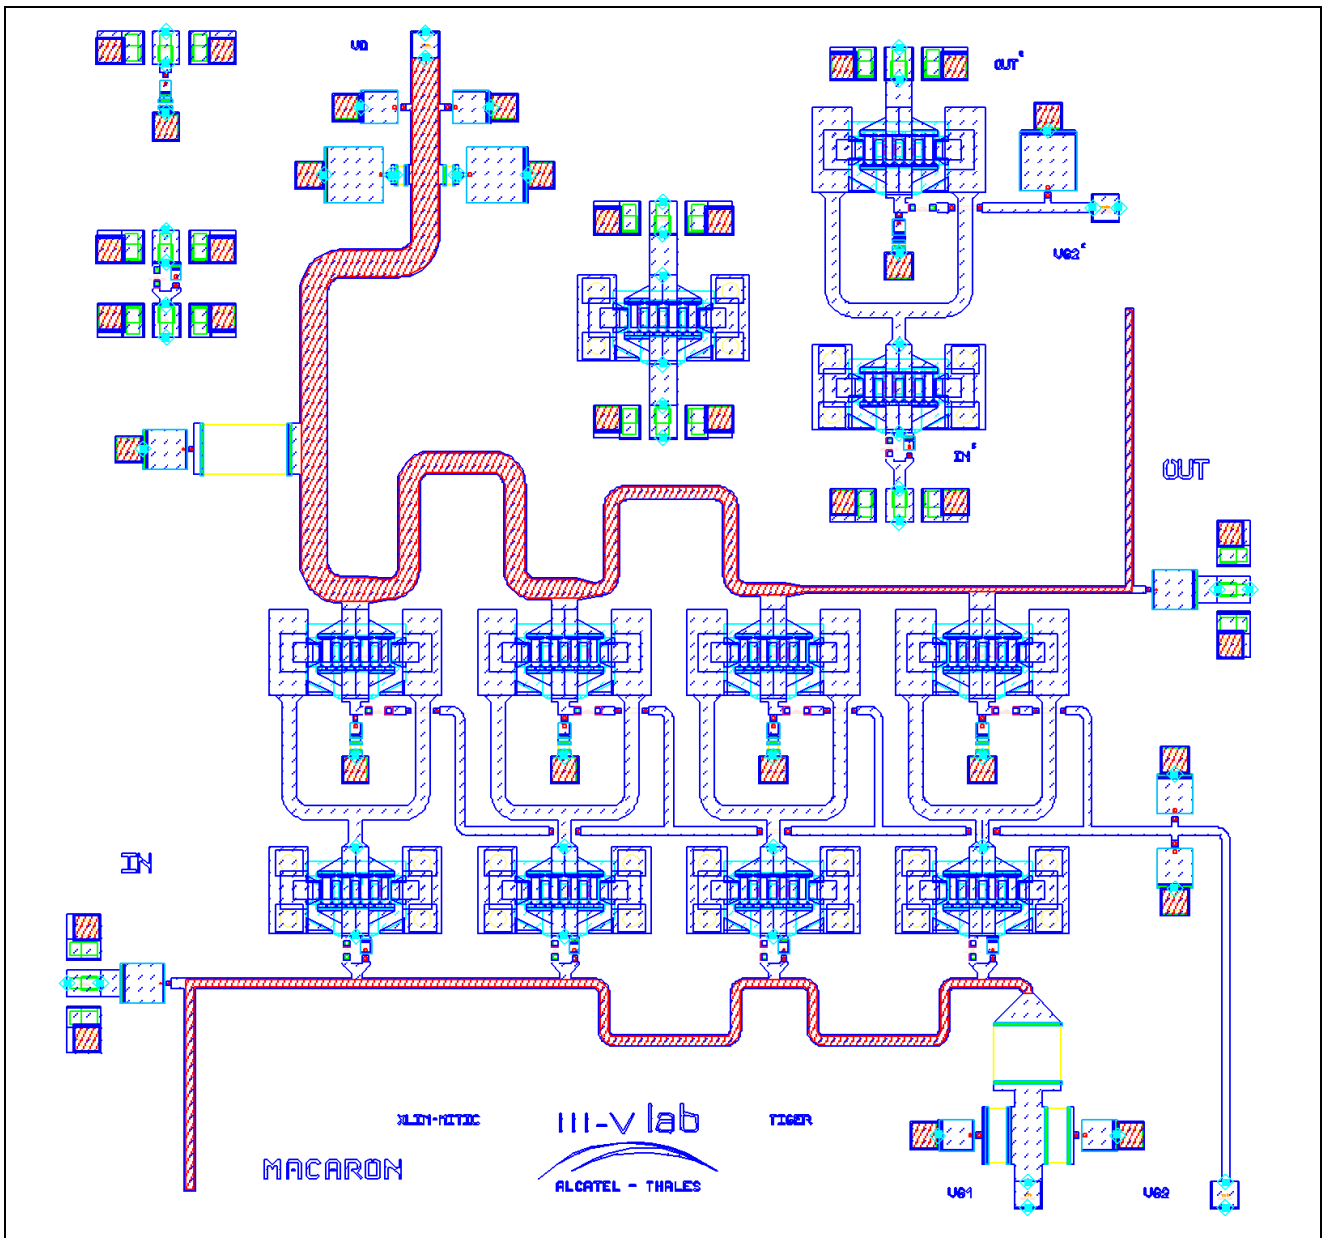 VD
OUT'
VG2'
IN'
OUT
IN
XLIM-MITIC
III-V lab
TIGER
MACARON
ALCATEL - THALES
VG1
VG2